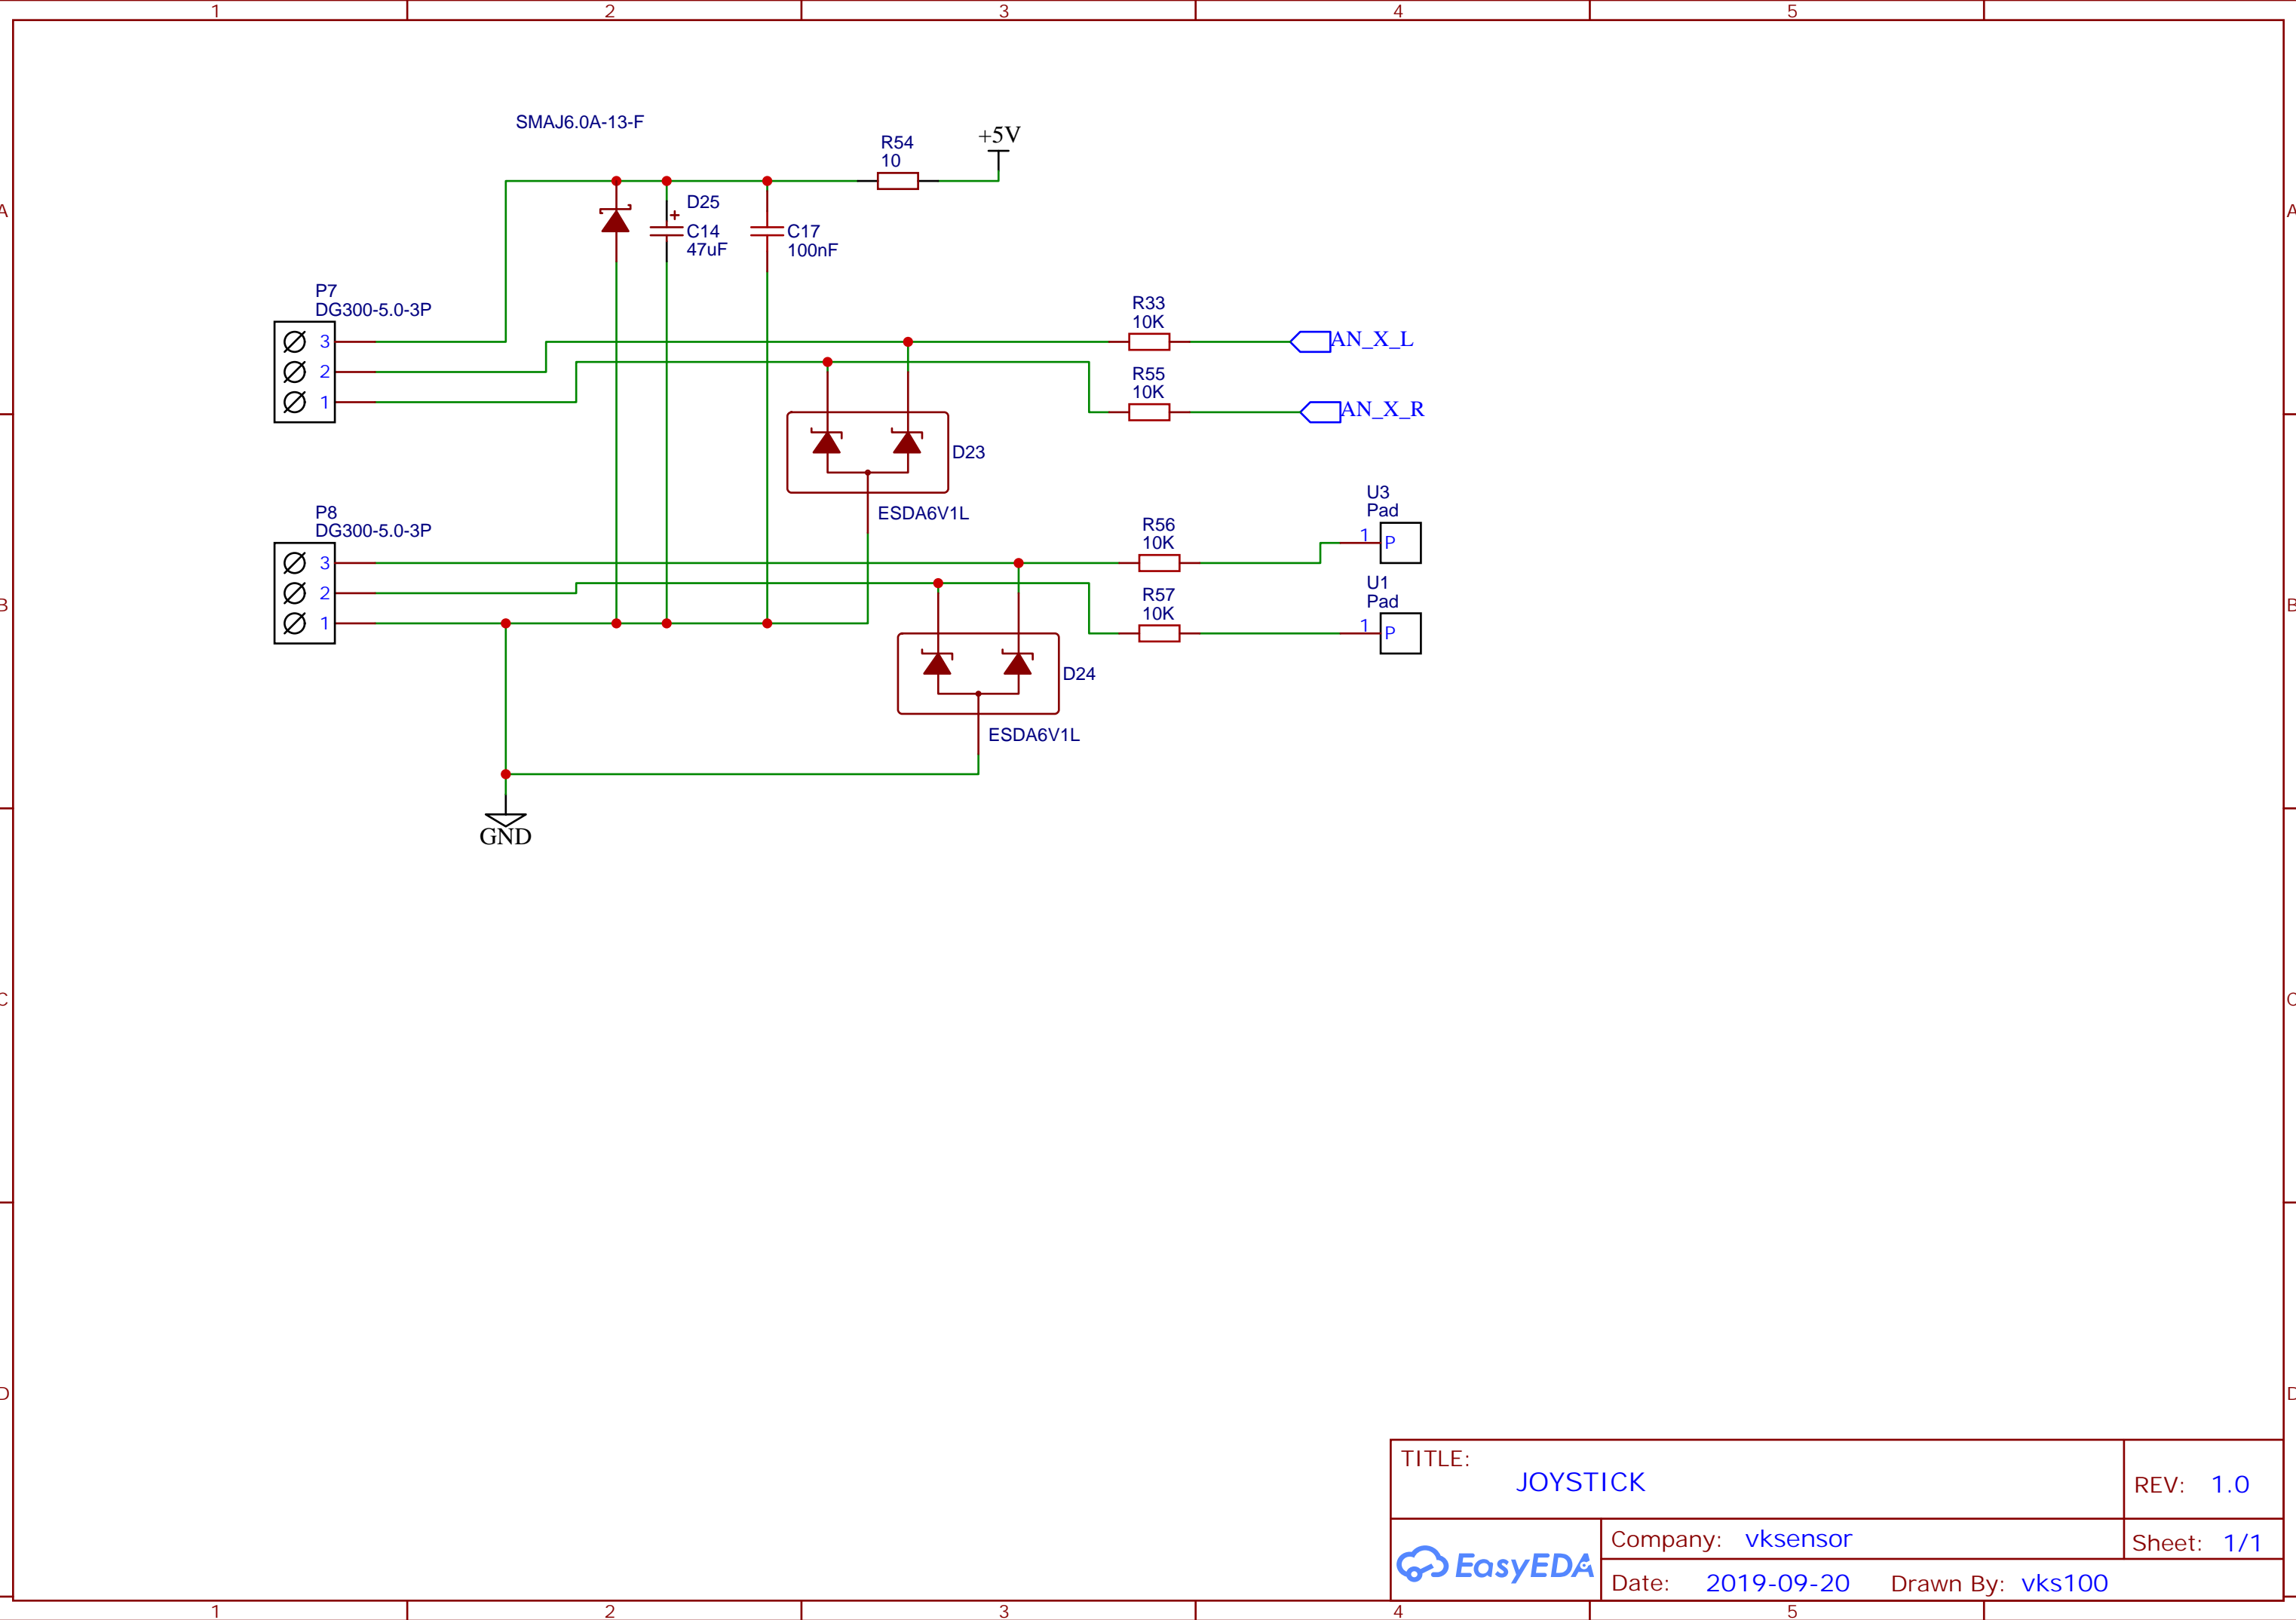 1 2 3 4 5
SMAJ6.0A-13-F
+5V
R54
10
A A
D25
+
C14
47uF
C17
100nF
P7
DG300-5.0-3P
3
2
1
R33
10K
AN_X_L
R55
10K
AN_X_R
D23
ESDA6V1L
P8
DG300-5.0-3P
3
2
1
U3
Pad
1 P
R56
10K
U1
Pad
1 P
R57
10K
B B
D24
ESDA6V1L
GND
C C
D D
TITLE:
JOYSTICK
REV: 1.0
EasyEDA
Company: vksensor
Sheet: 1/1
Date: 2019-09-20 Drawn By: vks100
1 2 3 4 5